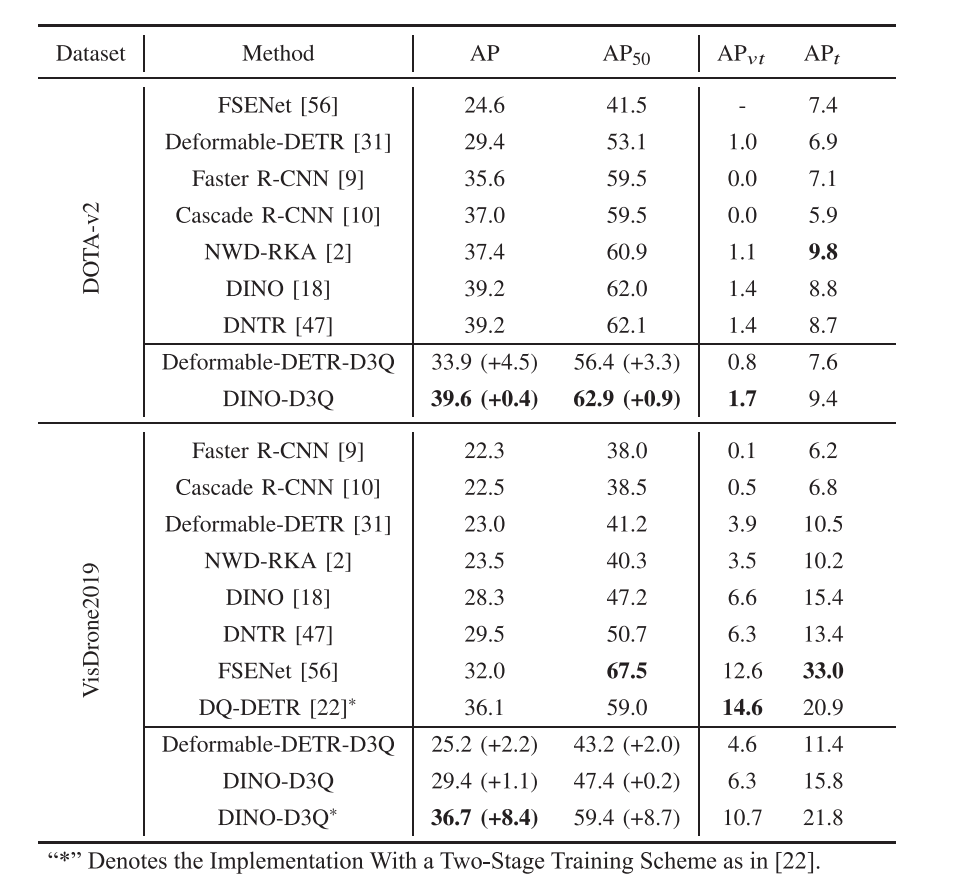 Dataset Method AP AP50 APvt APt
DOTA-v2
FSENet [56] 24.6 41.5 - 7.4
Deformable-DETR [31] 29.4 53.1 1.0 6.9
Faster R-CNN [9] 35.6 59.5 0.0 7.1
Cascade R-CNN [10] 37.0 59.5 0.0 5.9
NWD-RKA [2] 37.4 60.9 1.1 9.8
DINO [18] 39.2 62.0 1.4 8.8
DNTR [47] 39.2 62.1 1.4 8.7
Deformable-DETR-D3Q 33.9 (+4.5) 56.4 (+3.3) 0.8 7.6
DINO-D3Q 39.6 (+0.4) 62.9 (+0.9) 1.7 9.4
VisDrone2019
Faster R-CNN [9] 22.3 38.0 0.1 6.2
Cascade R-CNN [10] 22.5 38.5 0.5 6.8
Deformable-DETR [31] 23.0 41.2 3.9 10.5
NWD-RKA [2] 23.5 40.3 3.5 10.2
DINO [18] 28.3 47.2 6.6 15.4
DNTR [47] 29.5 50.7 6.3 13.4
FSENet [56] 32.0 67.5 12.6 33.0
DQ-DETR [22]* 36.1 59.0 14.6 20.9
Deformable-DETR-D3Q 25.2 (+2.2) 43.2 (+2.0) 4.6 11.4
DINO-D3Q 29.4 (+1.1) 47.4 (+0.2) 6.3 15.8
DINO-D3Q* 36.7 (+8.4) 59.4 (+8.7) 10.7 21.8
“*” Denotes the Implementation With a Two-Stage Training Scheme as in [22].